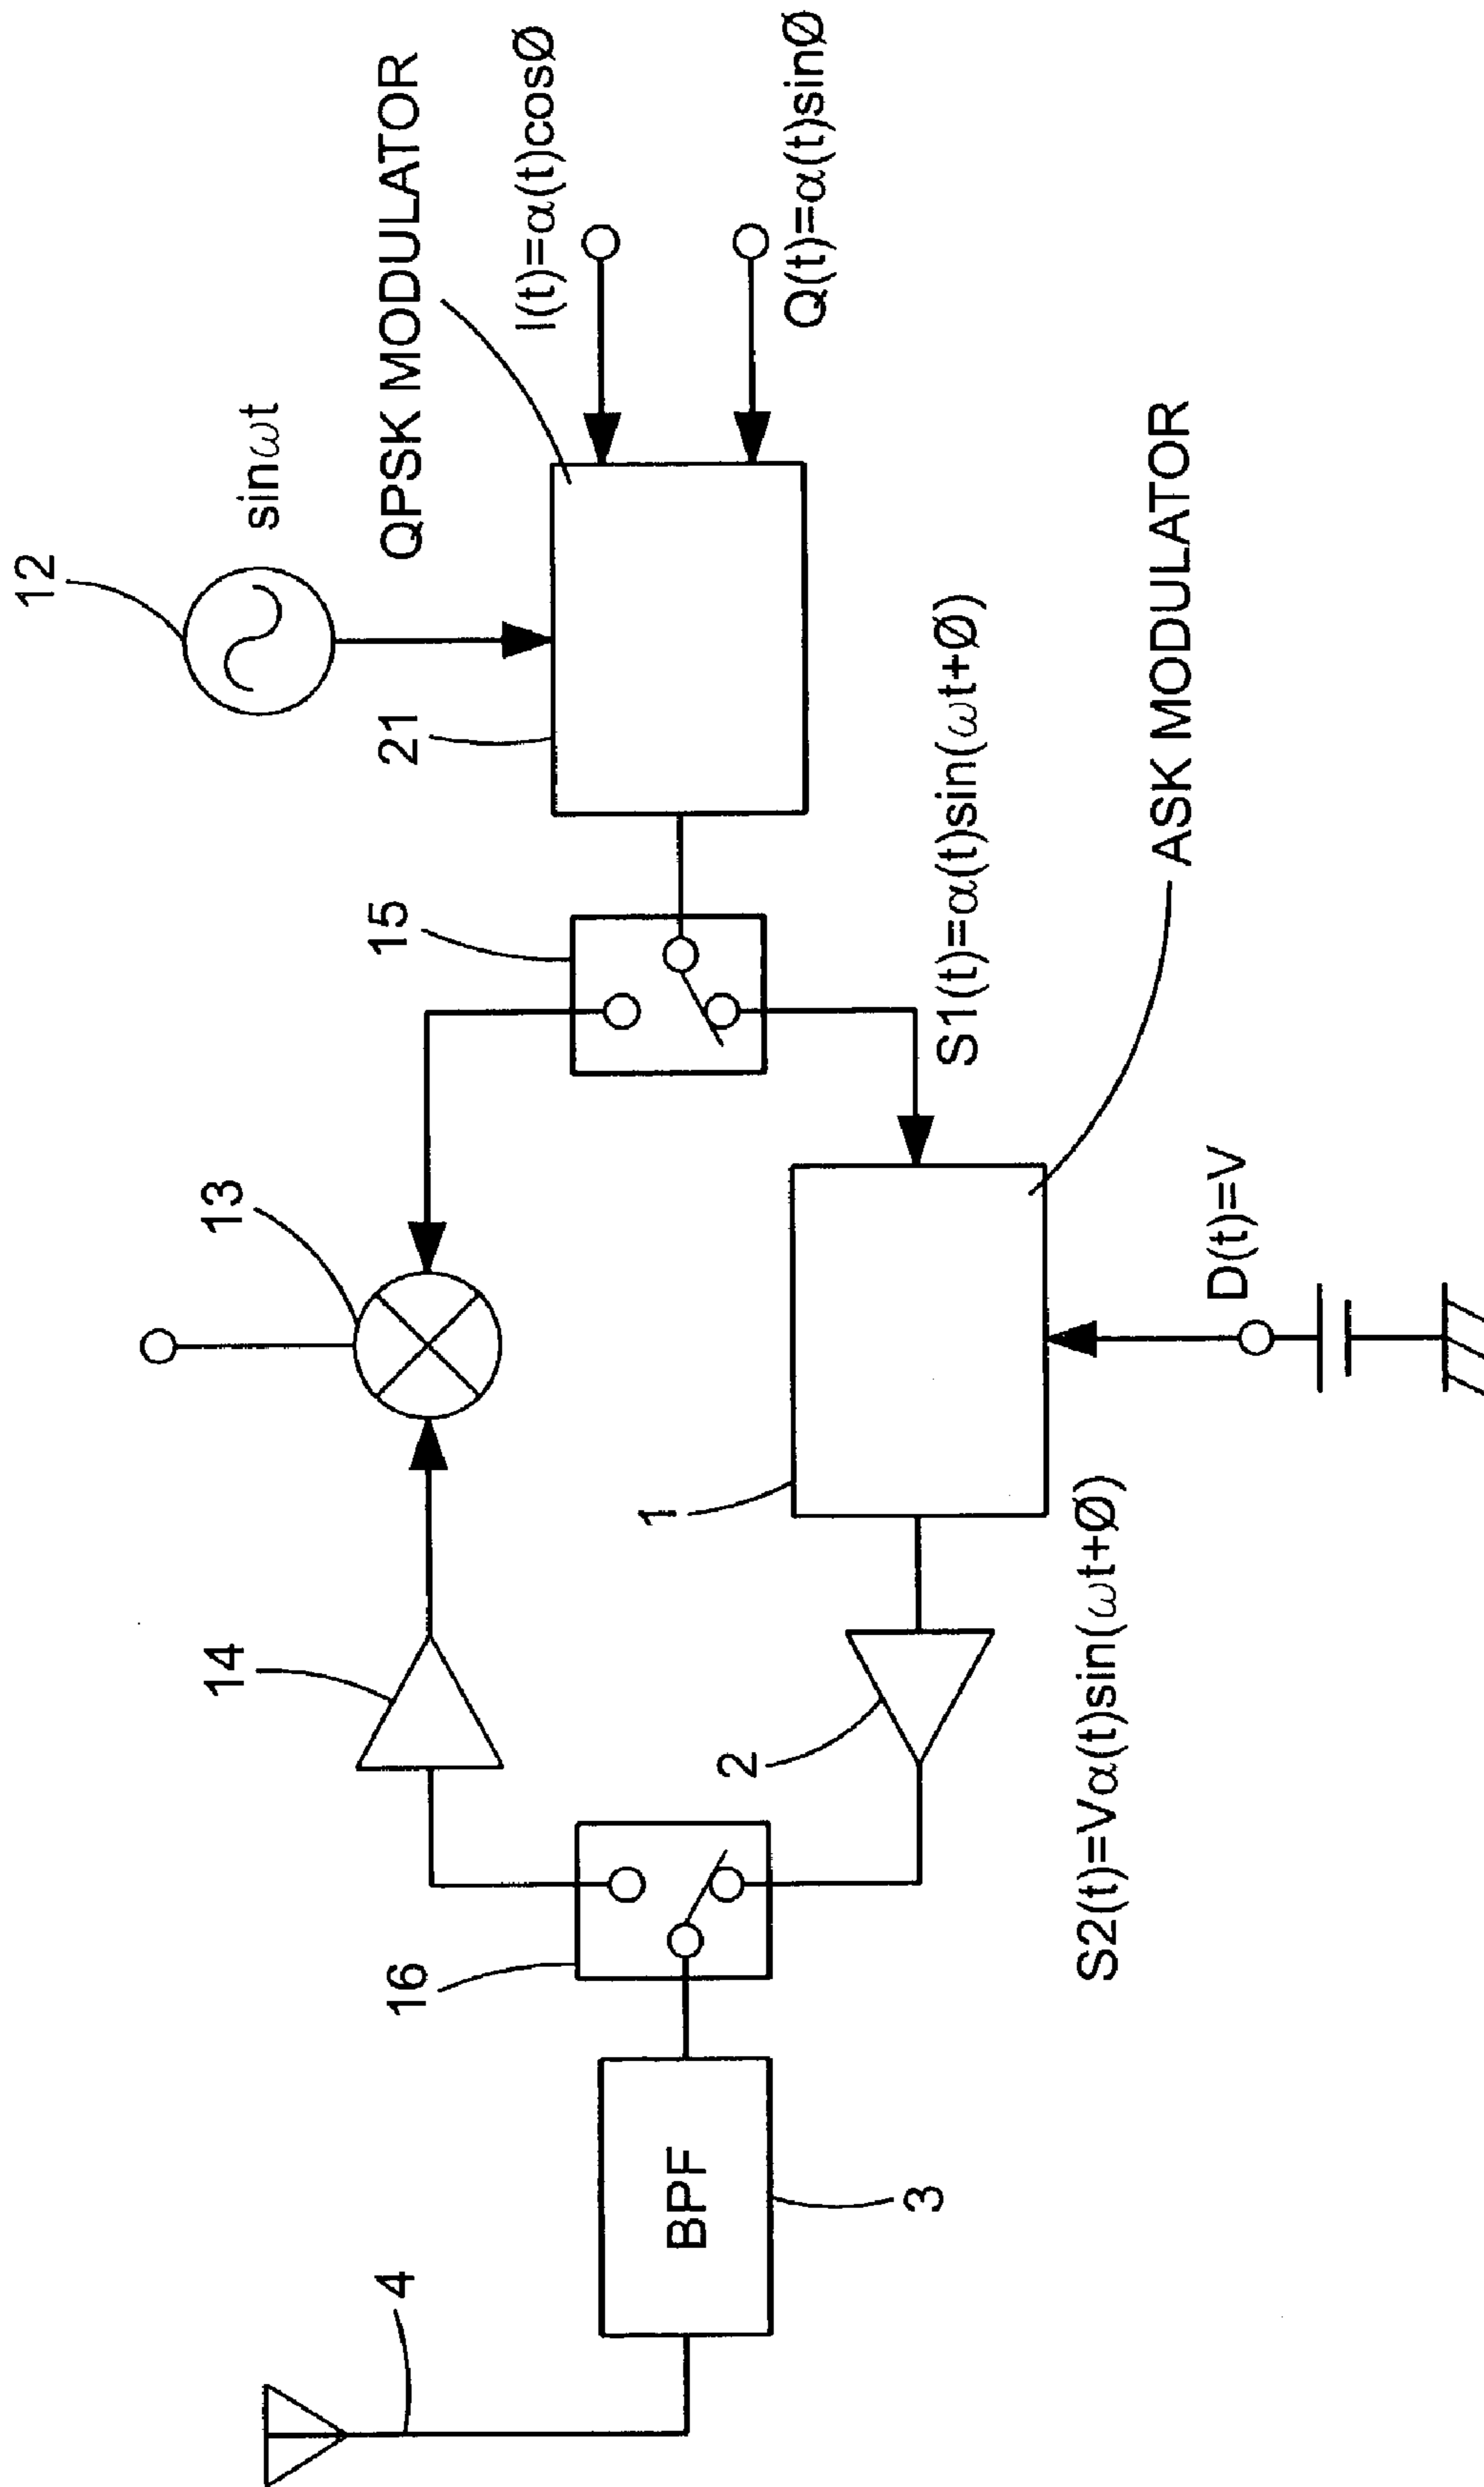 12
sinωt
QPSK MODULATOR
I(t)=α(t)cosØ
Q(t)=α(t)sinØ
21
15
S1(t)=α(t)sin(ωt+Ø)
ASK MODULATOR
13
14
1
D(t)=V
2
S2(t)=Vα(t)sin(ωt+Ø)
16
BPF
3
4